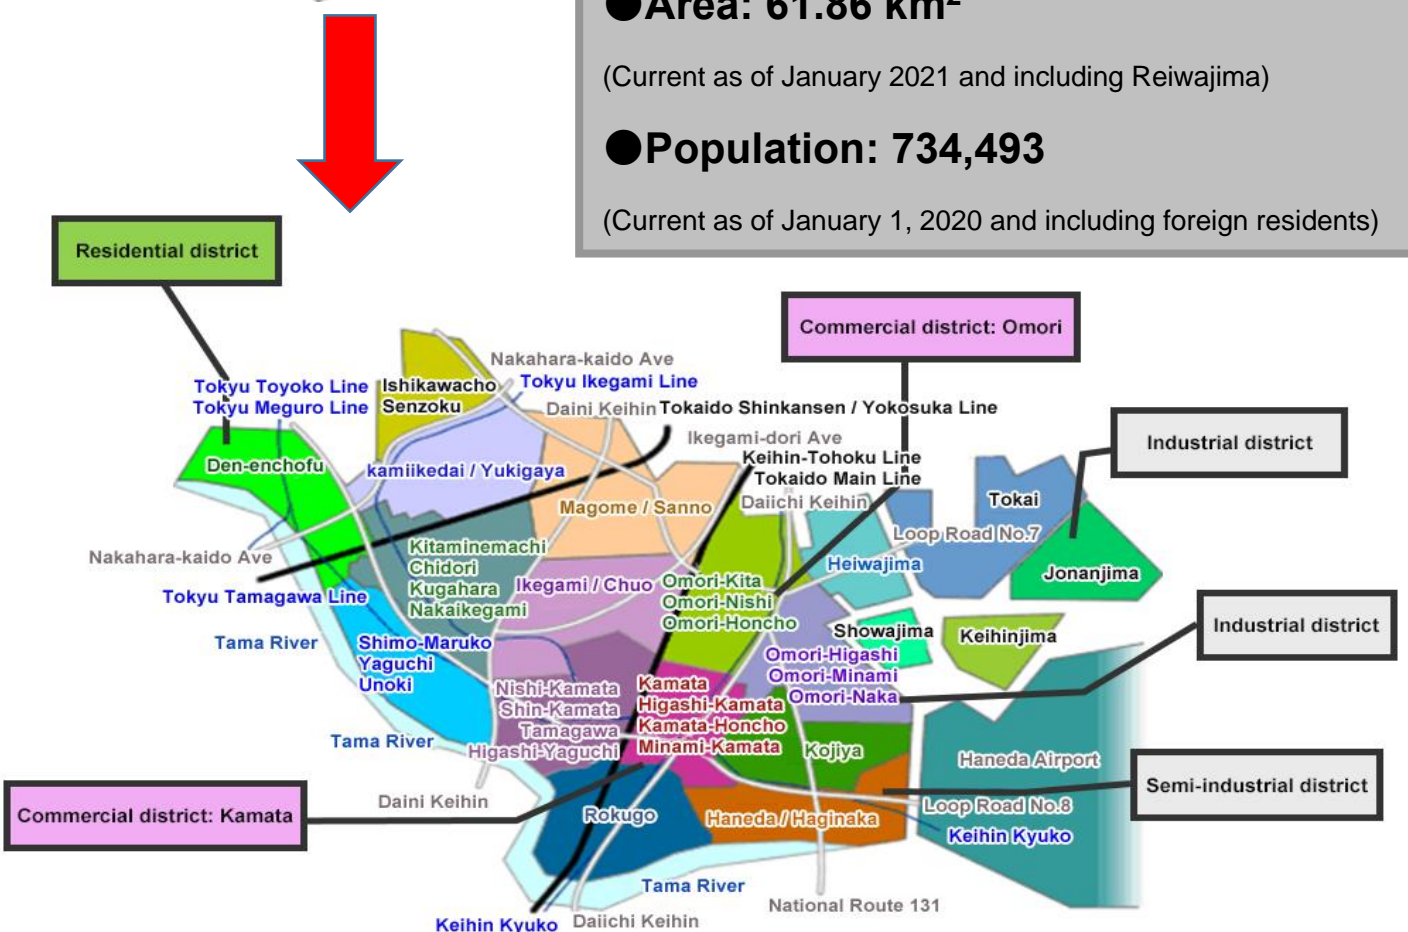 ●Area: 61.86 km²
(Current as of January 2021 and including Reiwajima)
●Population: 734,493
(Current as of January 1, 2020 and including foreign residents)
Residential district
Commercial district: Omori
Nakahara-kaido Ave
Tokyu Toyoko Line
Tokyu Meguro Line
Ishikawacho
Senzoku
Tokyu Ikegami Line
Daini Keihin
Tokaido Shinkansen / Yokosuka Line
Ikegami-dori Ave
Keihin-Tohoku Line
Tokaido Main Line
Daiichi Keihin
Industrial district
Den-enchofu
kamiikedai / Yukigaya
Magome / Sanno
Tokai
Loop Road No.7
Nakahara-kaido Ave
Kitaminemachi
Chidori
Kugahara
Nakaikegami
Ikegami / Chuo
Omori-Kita
Omori-Nishi
Omori-Honcho
Heiwajima
Jonanjima
Tokyu Tamagawa Line
Tama River
Shimo-Maruko
Yaguchi
Unoki
Showajima
Keihinjima
Industrial district
Omori-Higashi
Omori-Minami
Omori-Naka
Nishi-Kamata
Shin-Kamata
Tamagawa
Higashi-Yaguchi
Kamata
Higashi-Kamata
Kamata-Honcho
Minami-Kamata
Tama River
Kojiya
Haneda Airport
Semi-industrial district
Daini Keihin
Commercial district: Kamata
Rokugo
Haneda / Haginaka
Loop Road No.8
Keihin Kyuko
Tama River
National Route 131
Keihin Kyuko
Daiichi Keihin